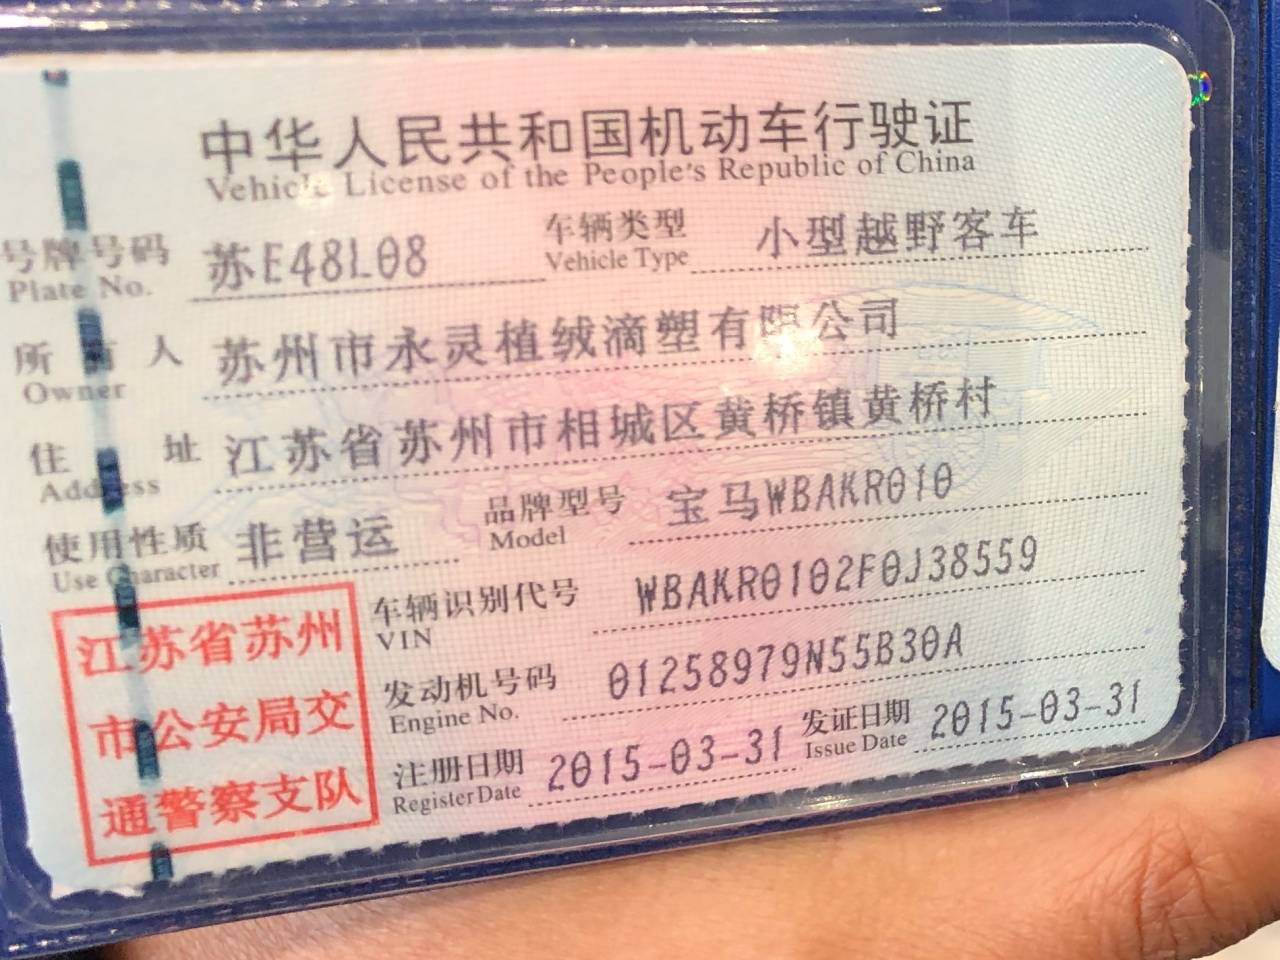 中华人民共和国机动车行驶证
Vehicle License of the People's Republic of China
号牌号码 苏E48L08 车辆类型 小型越野客车
Plate No. Vehicle Type
所有人 苏州市永灵植绒滴塑有限公司
Owner
住址 江苏省苏州市相城区黄桥镇黄桥村
Address
使用性质 非营运 品牌型号 宝马WBAKR010
Use Character Model
车辆识别代号 WBAKR0102F0J38559
VIN
发动机号码 01258979N55B30A
Engine No.
注册日期 2015-03-31 发证日期 2015-03-31
Register Date Issue Date
江苏省苏州
市公安局交
通警察支队